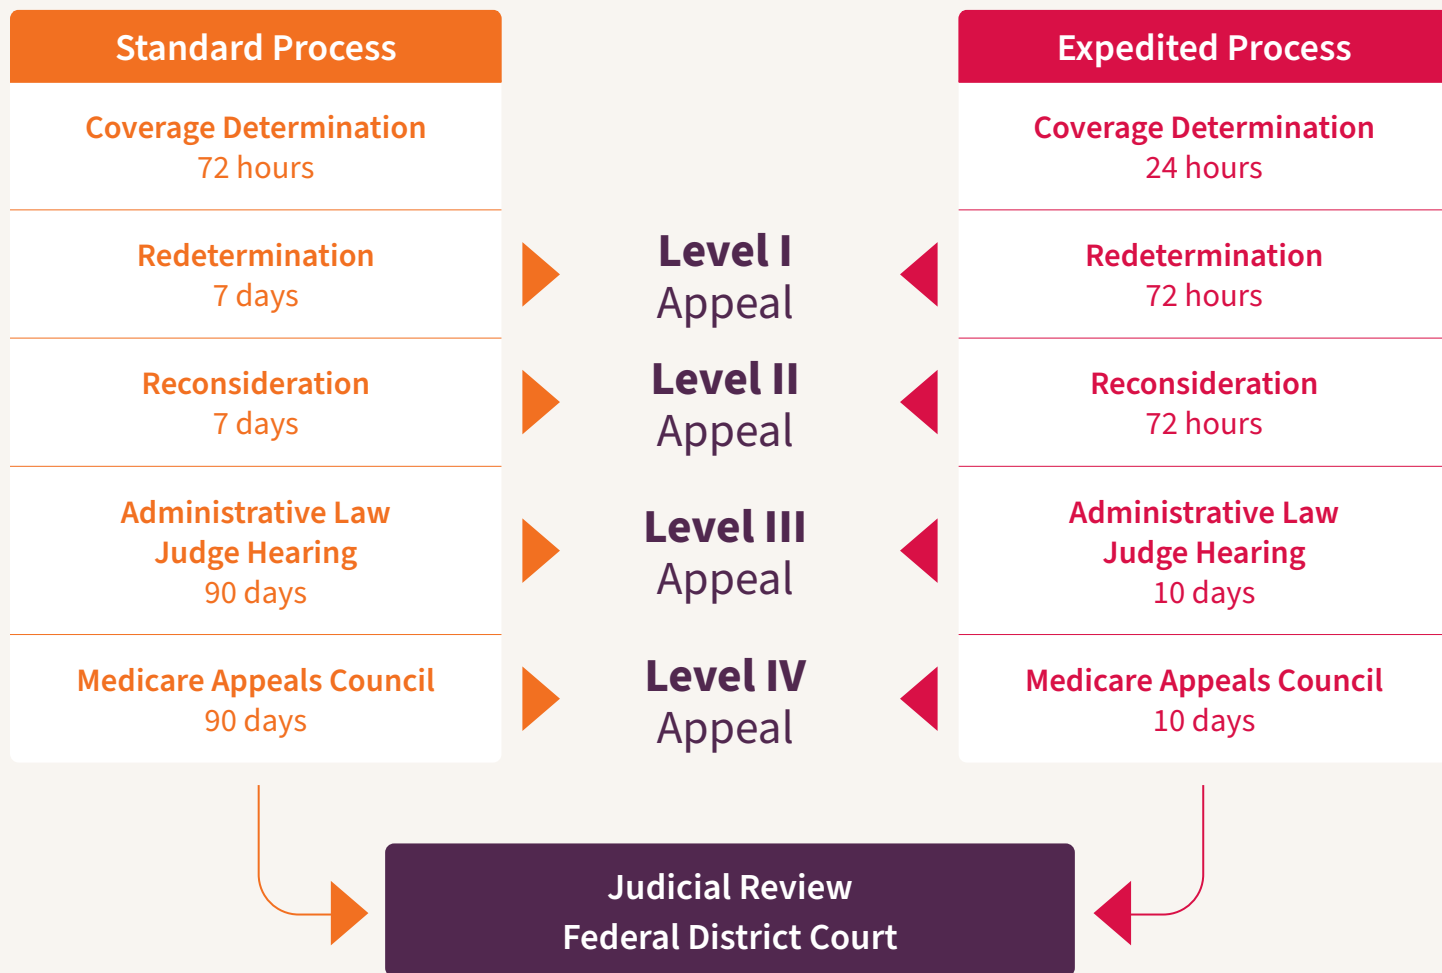 Standard Process
Coverage Determination
72 hours
Redetermination
7 days
Reconsideration
7 days
Administrative Law
Judge Hearing
90 days
Medicare Appeals Council
90 days
Level I
Appeal
Level II
Appeal
Level III
Appeal
Level IV
Appeal
Expedited Process
Coverage Determination
24 hours
Redetermination
72 hours
Reconsideration
72 hours
Administrative Law
Judge Hearing
10 days
Medicare Appeals Council
10 days
Judicial Review
Federal District Court